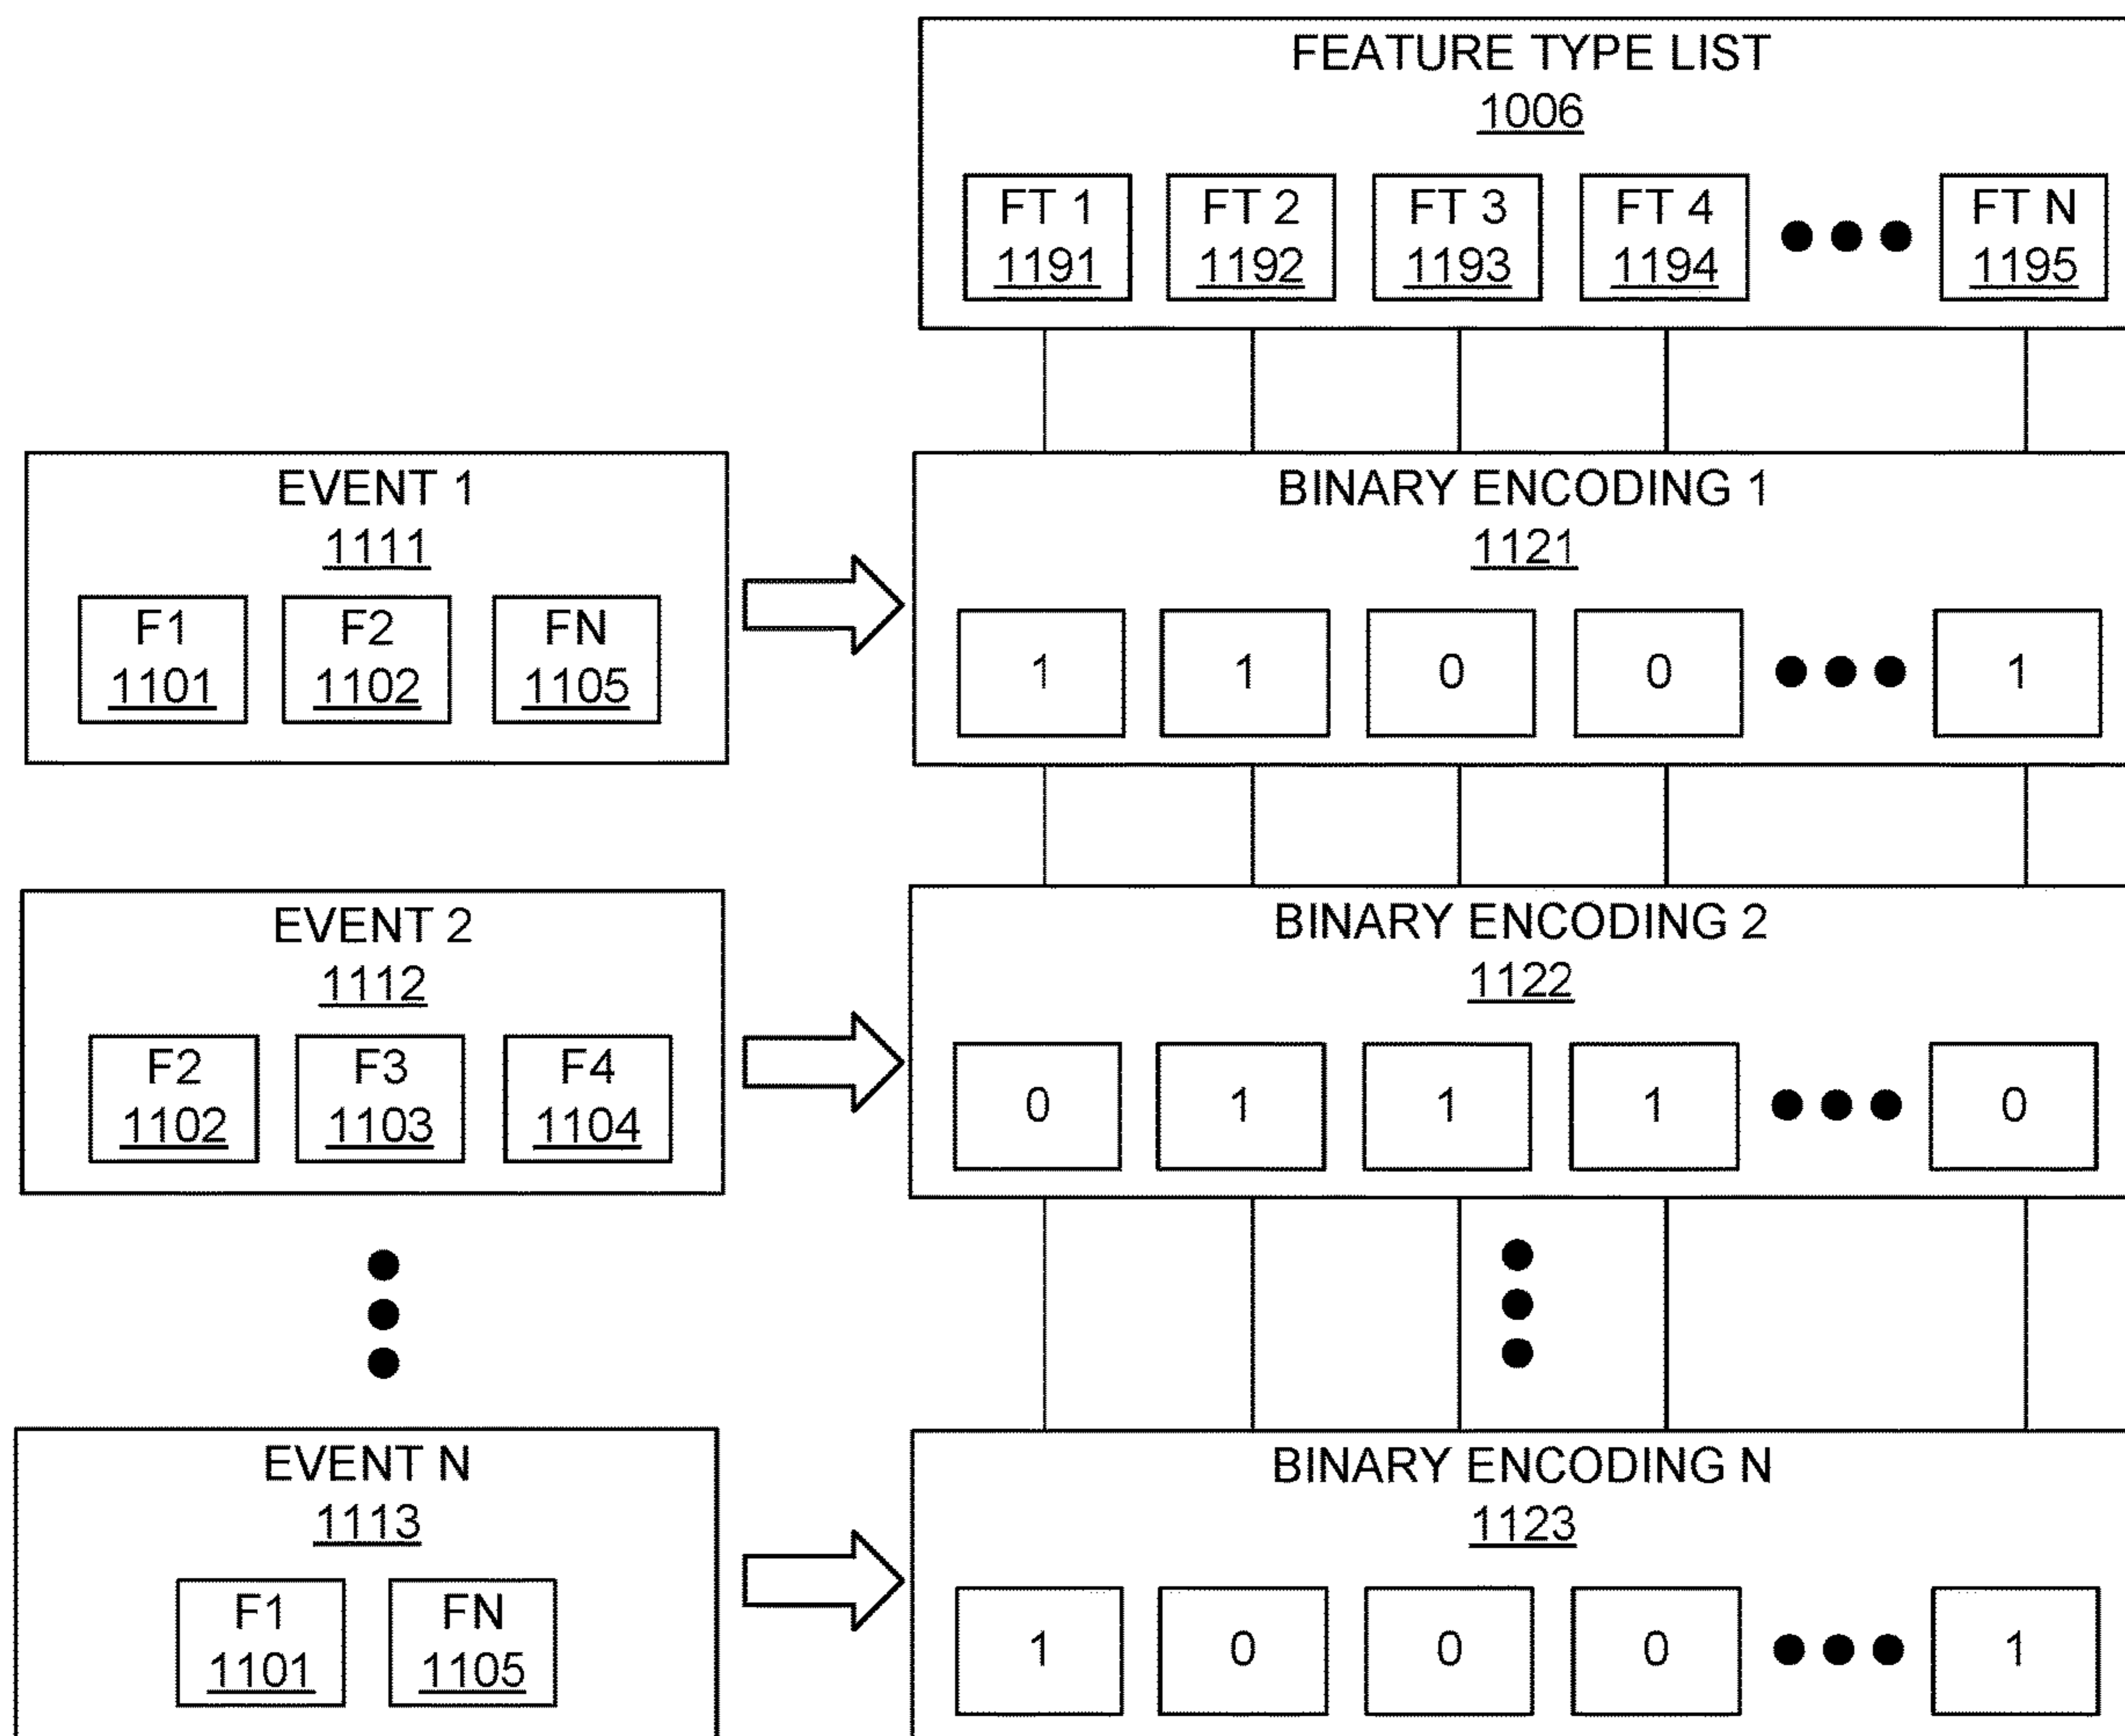 FEATURE TYPE LIST
1006
FT 1 FT 2 FT 3 FT 4 FT N
1191 1192 1193 1194 1195
EVENT 1
1111
F1 F2 FN
1101 1102 1105
BINARY ENCODING 1
1121
1 1 0 0 1
EVENT 2
1112
F2 F3 F4
1102 1103 1104
BINARY ENCODING 2
1122
0 1 1 1 0
EVENT N
1113
F1 FN
1101 1105
BINARY ENCODING N
1123
1 0 0 0 1